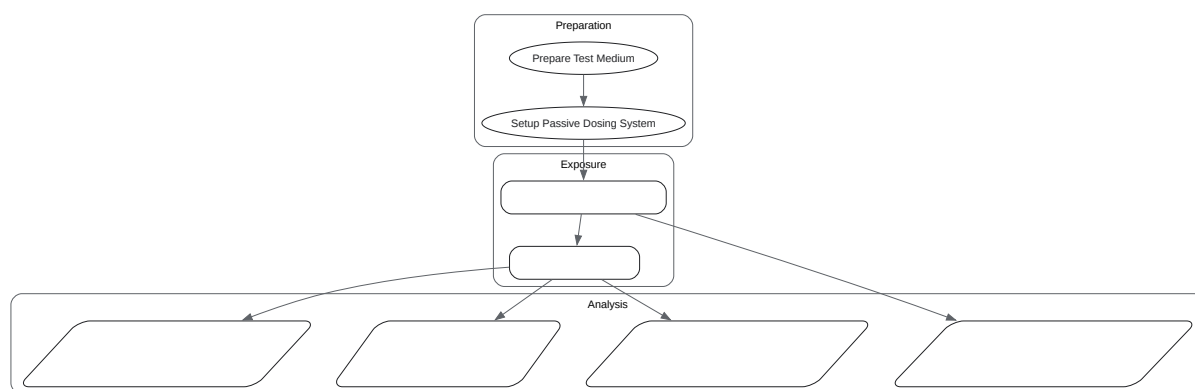 Preparation
Prepare Test Medium
Setup Passive Dosing System
Exposure
Analysis